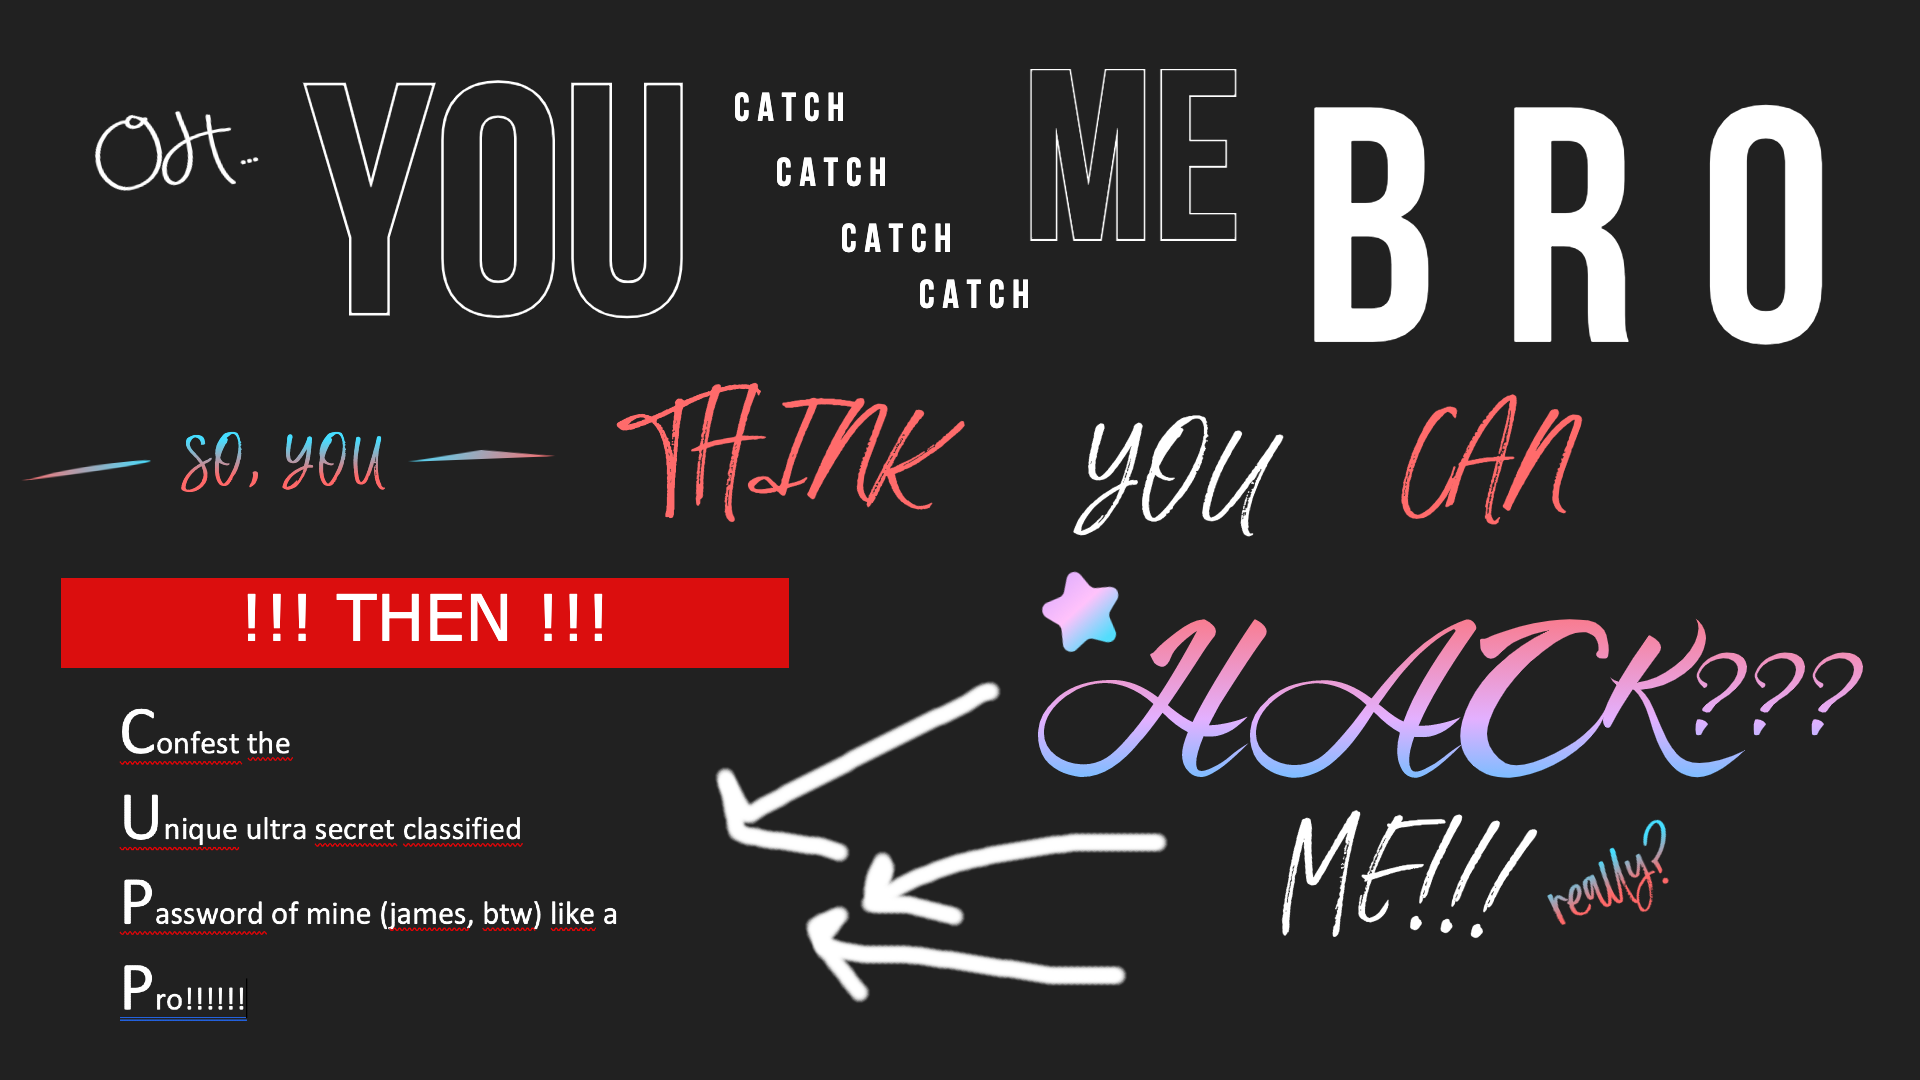 OH... YOU CATCH CATCH CATCH CATCH ME BRO
SO, YOU THINK YOU CAN
HACK???
ME!!! really?
!!! THEN !!!
Confest the
Unique ultra secret classified
Password of mine (james, btw) like a
Pro!!!!!!